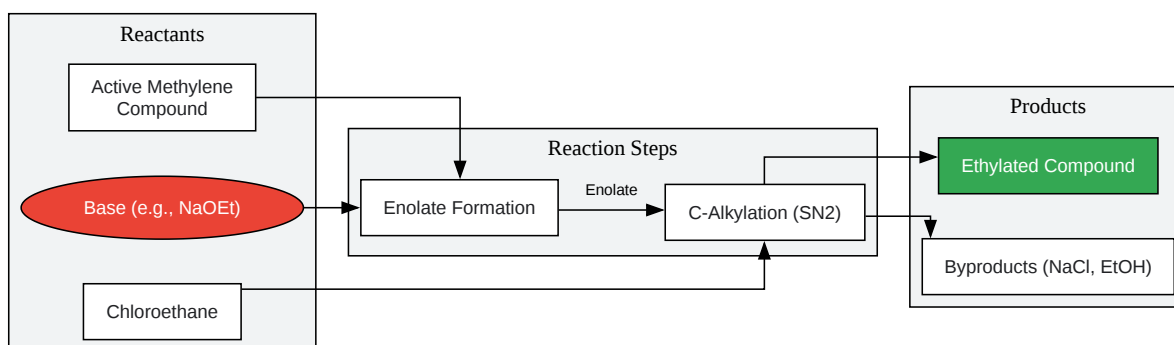 Reactants
Active Methylene
Compound
Base (e.g., NaOEt)
Chloroethane
Reaction Steps
Enolate Formation
Enolate
C-Alkylation (SN2)
Products
Ethylated Compound
Byproducts (NaCl, EtOH)